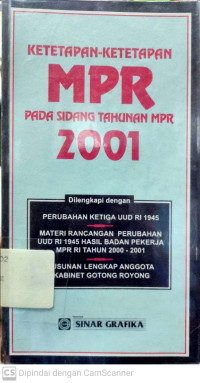 KETETAPAN-KETETAPAN
MPR
PADA SIDANG TAHUNAN MPR
2001
Dilengkapi dengan
PERUBAHAN KETIGA UUD RI 1945
MATERI RANCANGAN PERUBAHAN
UUD RI 1945 HASIL BADAN PEKERJA
MPR RI TAHUN 2000 - 2001
USUNAN LENGKAP ANGGOTA
KABINET GOTONG ROYONG
SINAR GRAFIKA
CS Dipindai dengan CamScanner